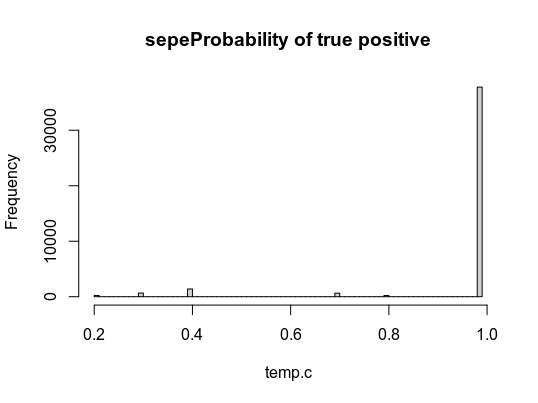 sepeProbability of true positive
Frequency
30000
10000
0
0.2 0.4 0.6 0.8 1.0
temp.c